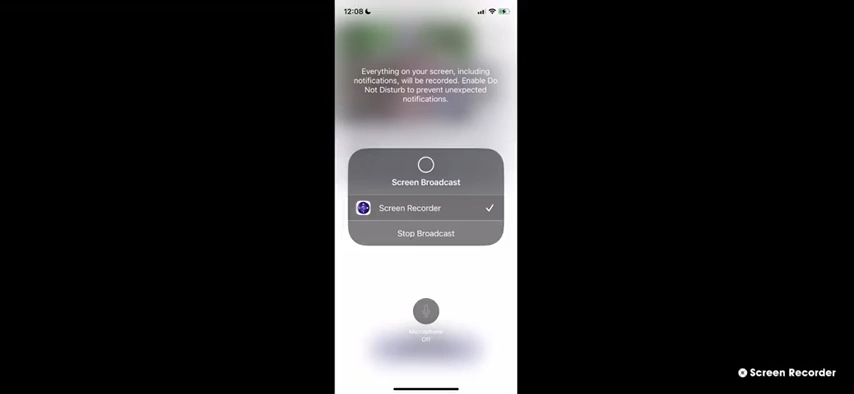 12:08
Everything on your screen, including
notifications, will be recorded. Enable Do
Not Disturb to prevent unexpected
notifications.
Screen Broadcast
Screen Recorder
Stop Broadcast
Microphone
Off
Screen Recorder